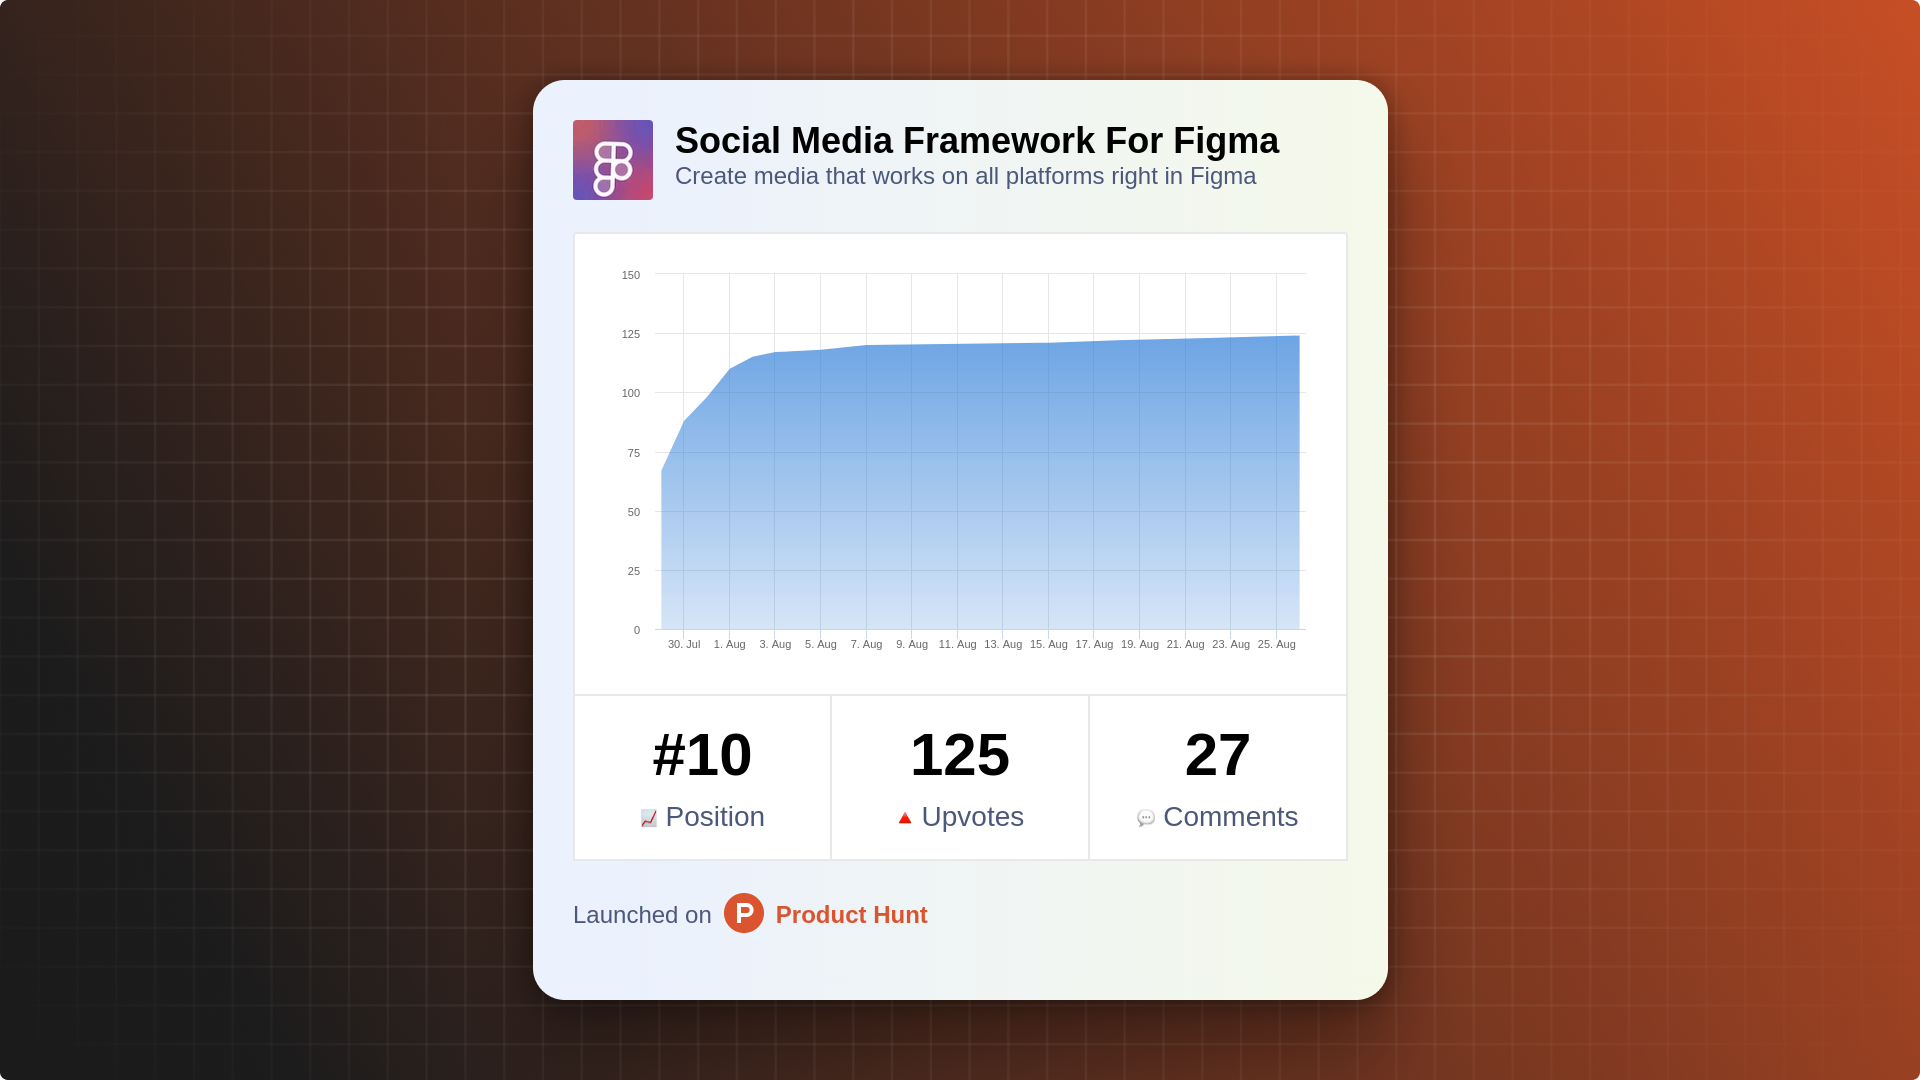 Social Media Framework For Figma
Create media that works on all platforms right in Figma
150
125
100
75
50
25
0
30. Jul 1. Aug 3. Aug 5. Aug 7. Aug 9. Aug 11. Aug 13. Aug 15. Aug 17. Aug 19. Aug 21. Aug 23. Aug 25. Aug
#10 125 27
Position Upvotes Comments
Launched on P Product Hunt